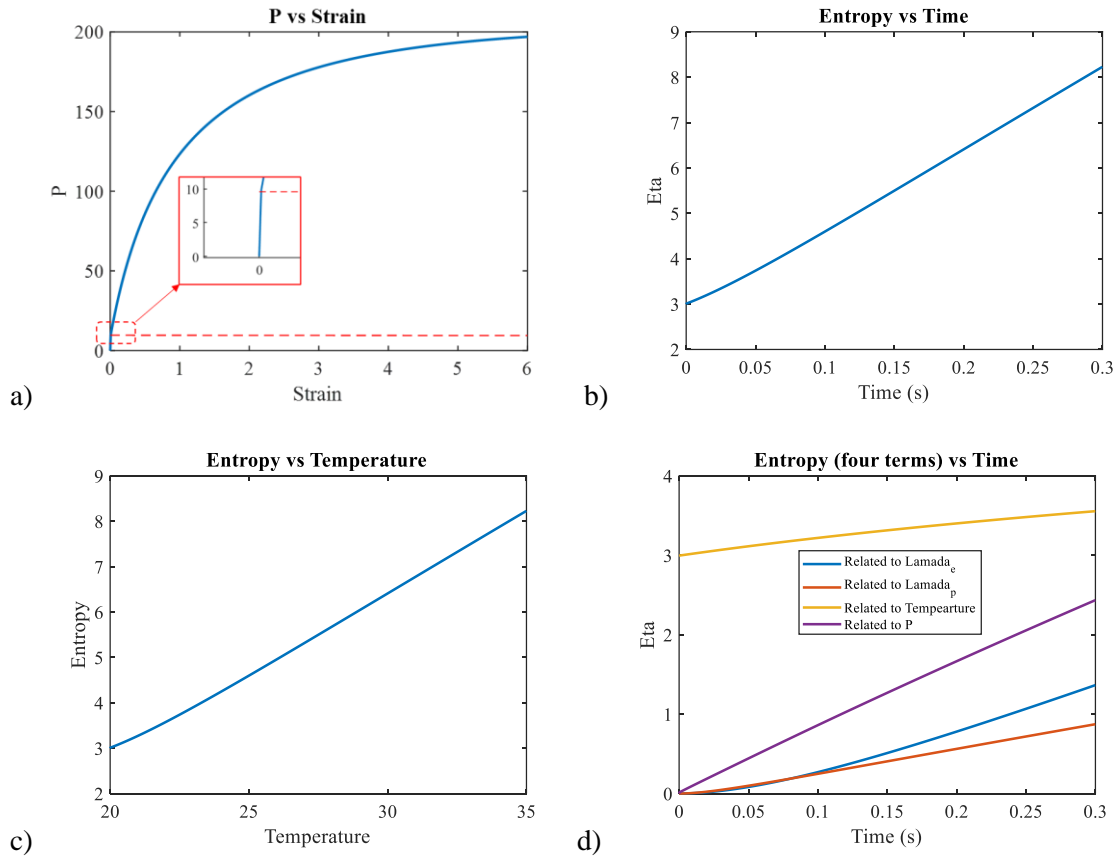 P vs Strain
200
150
100
50
0
P
10
5
0
0
0 1 2 3 4 5 6
Strain
a)
Entropy vs Time
9
8
7
6
5
4
3
2
Eta
0 0.05 0.1 0.15 0.2 0.25 0.3
Time (s)
b)
Entropy vs Temperature
9
8
7
6
5
4
3
2
Entropy
20 25 30 35
Temperature
c)
Entropy (four terms) vs Time
4
3
2
1
0
Eta
Related to Lamada_e
Related to Lamada_p
Related to Tempearture
Related to P
0 0.05 0.1 0.15 0.2 0.25 0.3
Time (s)
d)